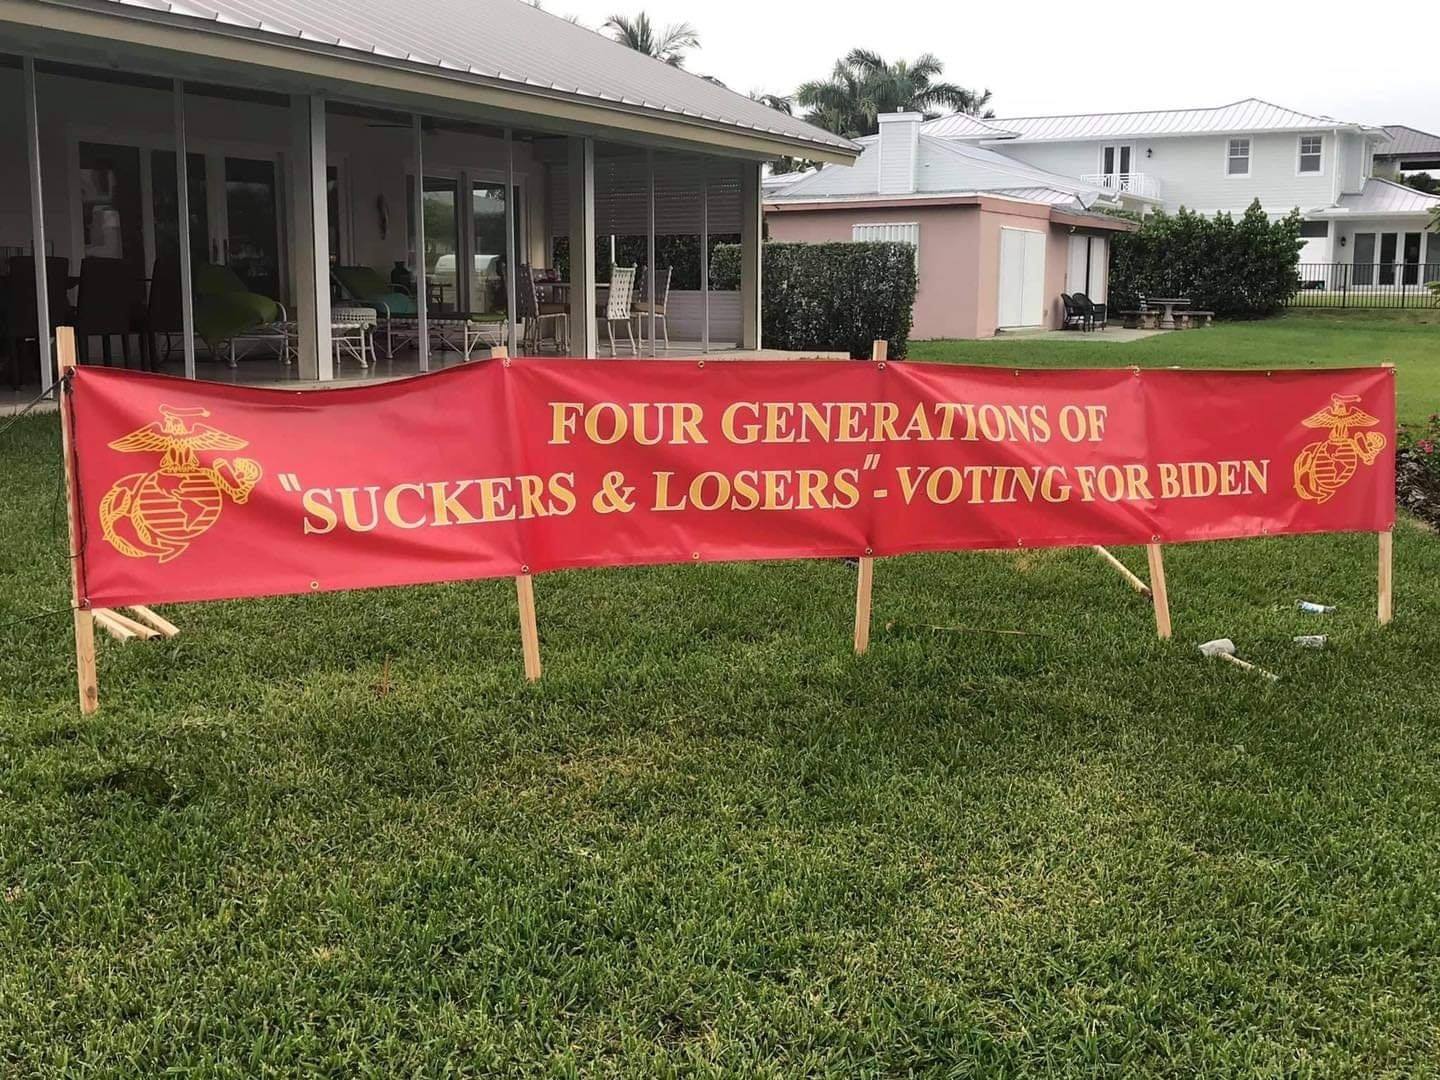 FOUR GENERATIONS OF
"SUCKERS & LOSERS" - VOTING FOR BIDEN